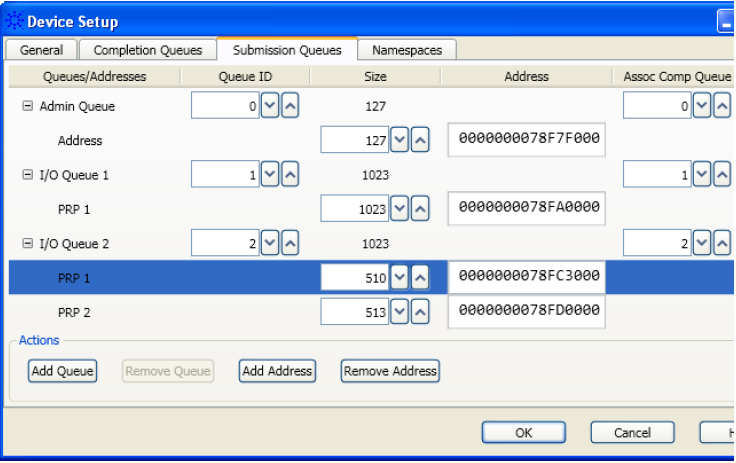 Device Setup
General Completion Queues Submission Queues Namespaces
Queues/Addresses Queue ID Size Address Assoc Comp Queue
Admin Queue 0 127 0
Address 127 0000000078F7F000
I/O Queue 1 1 1023 1
PRP 1 1023 0000000078FA0000
I/O Queue 2 2 1023 2
PRP 1 510 0000000078FC3000
PRP 2 513 0000000078FD0000
Actions
Add Queue Remove Queue Add Address Remove Address
OK Cancel